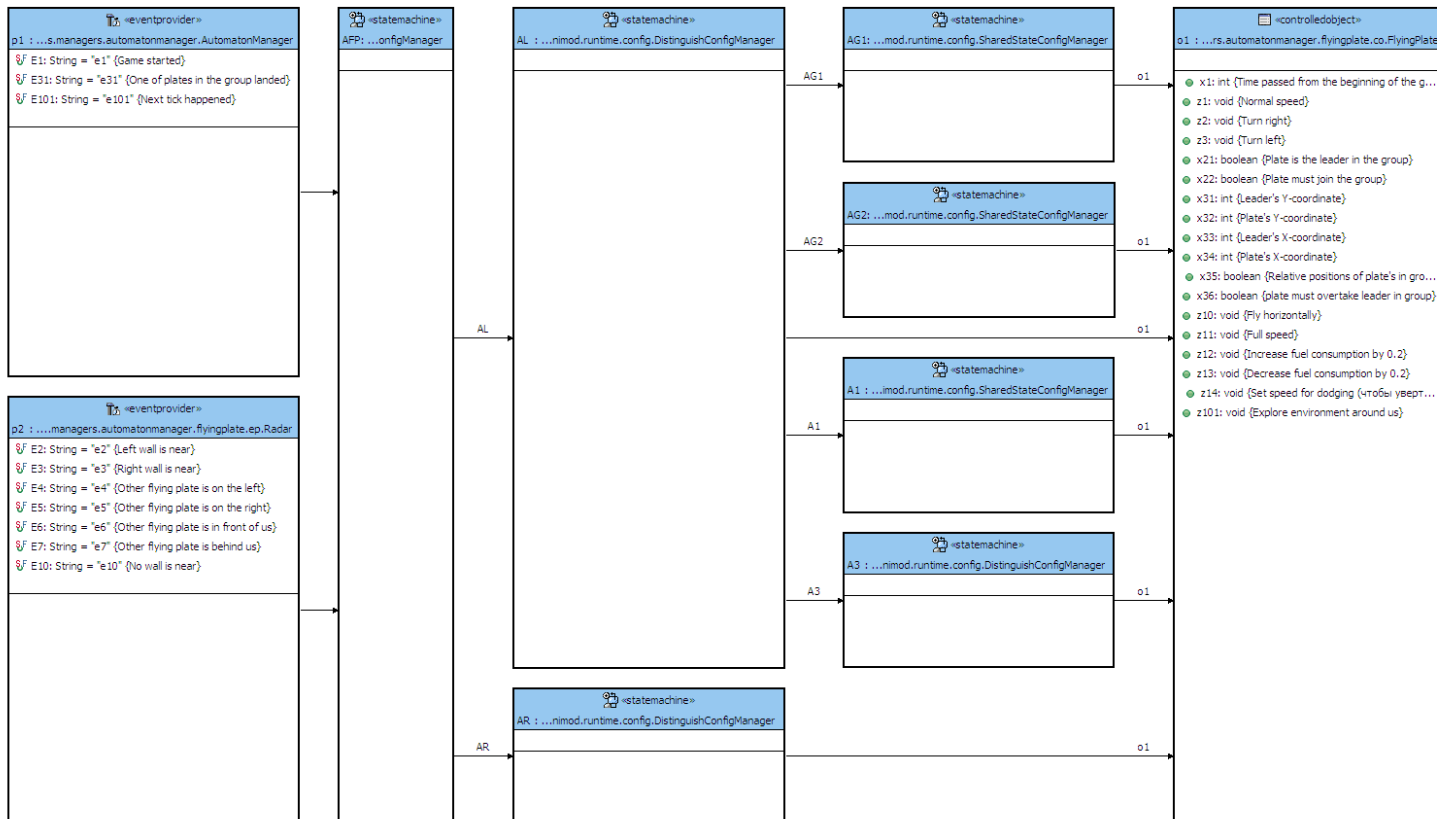 «eventprovider»
p1 : ...s.managers.automatonmanager.AutomatonManager
E1: String = "e1" {Game started}
E31: String = "e31" {One of plates in the group landed}
E101: String = "e101" {Next tick happened}
«eventprovider»
p2 : ....managers.automatonmanager.flyingplate.ep.Radar
E2: String = "e2" {Left wall is near}
E3: String = "e3" {Right wall is near}
E4: String = "e4" {Other flying plate is on the left}
E5: String = "e5" {Other flying plate is on the right}
E6: String = "e6" {Other flying plate is in front of us}
E7: String = "e7" {Other flying plate is behind us}
E10: String = "e10" {No wall is near}
«statemachine»
AFP: ...onfigManager
AL
AR
«statemachine»
AL : ...nimod.runtime.config.DistinguishConfigManager
«statemachine»
AR : ...nimod.runtime.config.DistinguishConfigManager
AG1
AG2
A1
A3
«statemachine»
AG1: ...mod.runtime.config.SharedStateConfigManager
«statemachine»
AG2: ...mod.runtime.config.SharedStateConfigManager
«statemachine»
A1 : ...imod.runtime.config.SharedStateConfigManager
«statemachine»
A3 : ...nimod.runtime.config.DistinguishConfigManager
o1
o1
o1
o1
o1
o1
«controlledobject»
o1 : ...rs.automatonmanager.flyingplate.co.FlyingPlate
x1: int {Time passed from the beginning of the g...
z1: void {Normal speed}
z2: void {Turn right}
z3: void {Turn left}
x21: boolean {Plate is the leader in the group}
x22: boolean {Plate must join the group}
x31: int {Leader's Y-coordinate}
x32: int {Plate's Y-coordinate}
x33: int {Leader's X-coordinate}
x34: int {Plate's X-coordinate}
x35: boolean {Relative positions of plate's in gro...
x36: boolean {plate must overtake leader in group}
z10: void {Fly horizontally}
z11: void {Full speed}
z12: void {Increase fuel consumption by 0.2}
z13: void {Decrease fuel consumption by 0.2}
z14: void {Set speed for dodging (чтобы уверт...
z101: void {Explore environment around us}